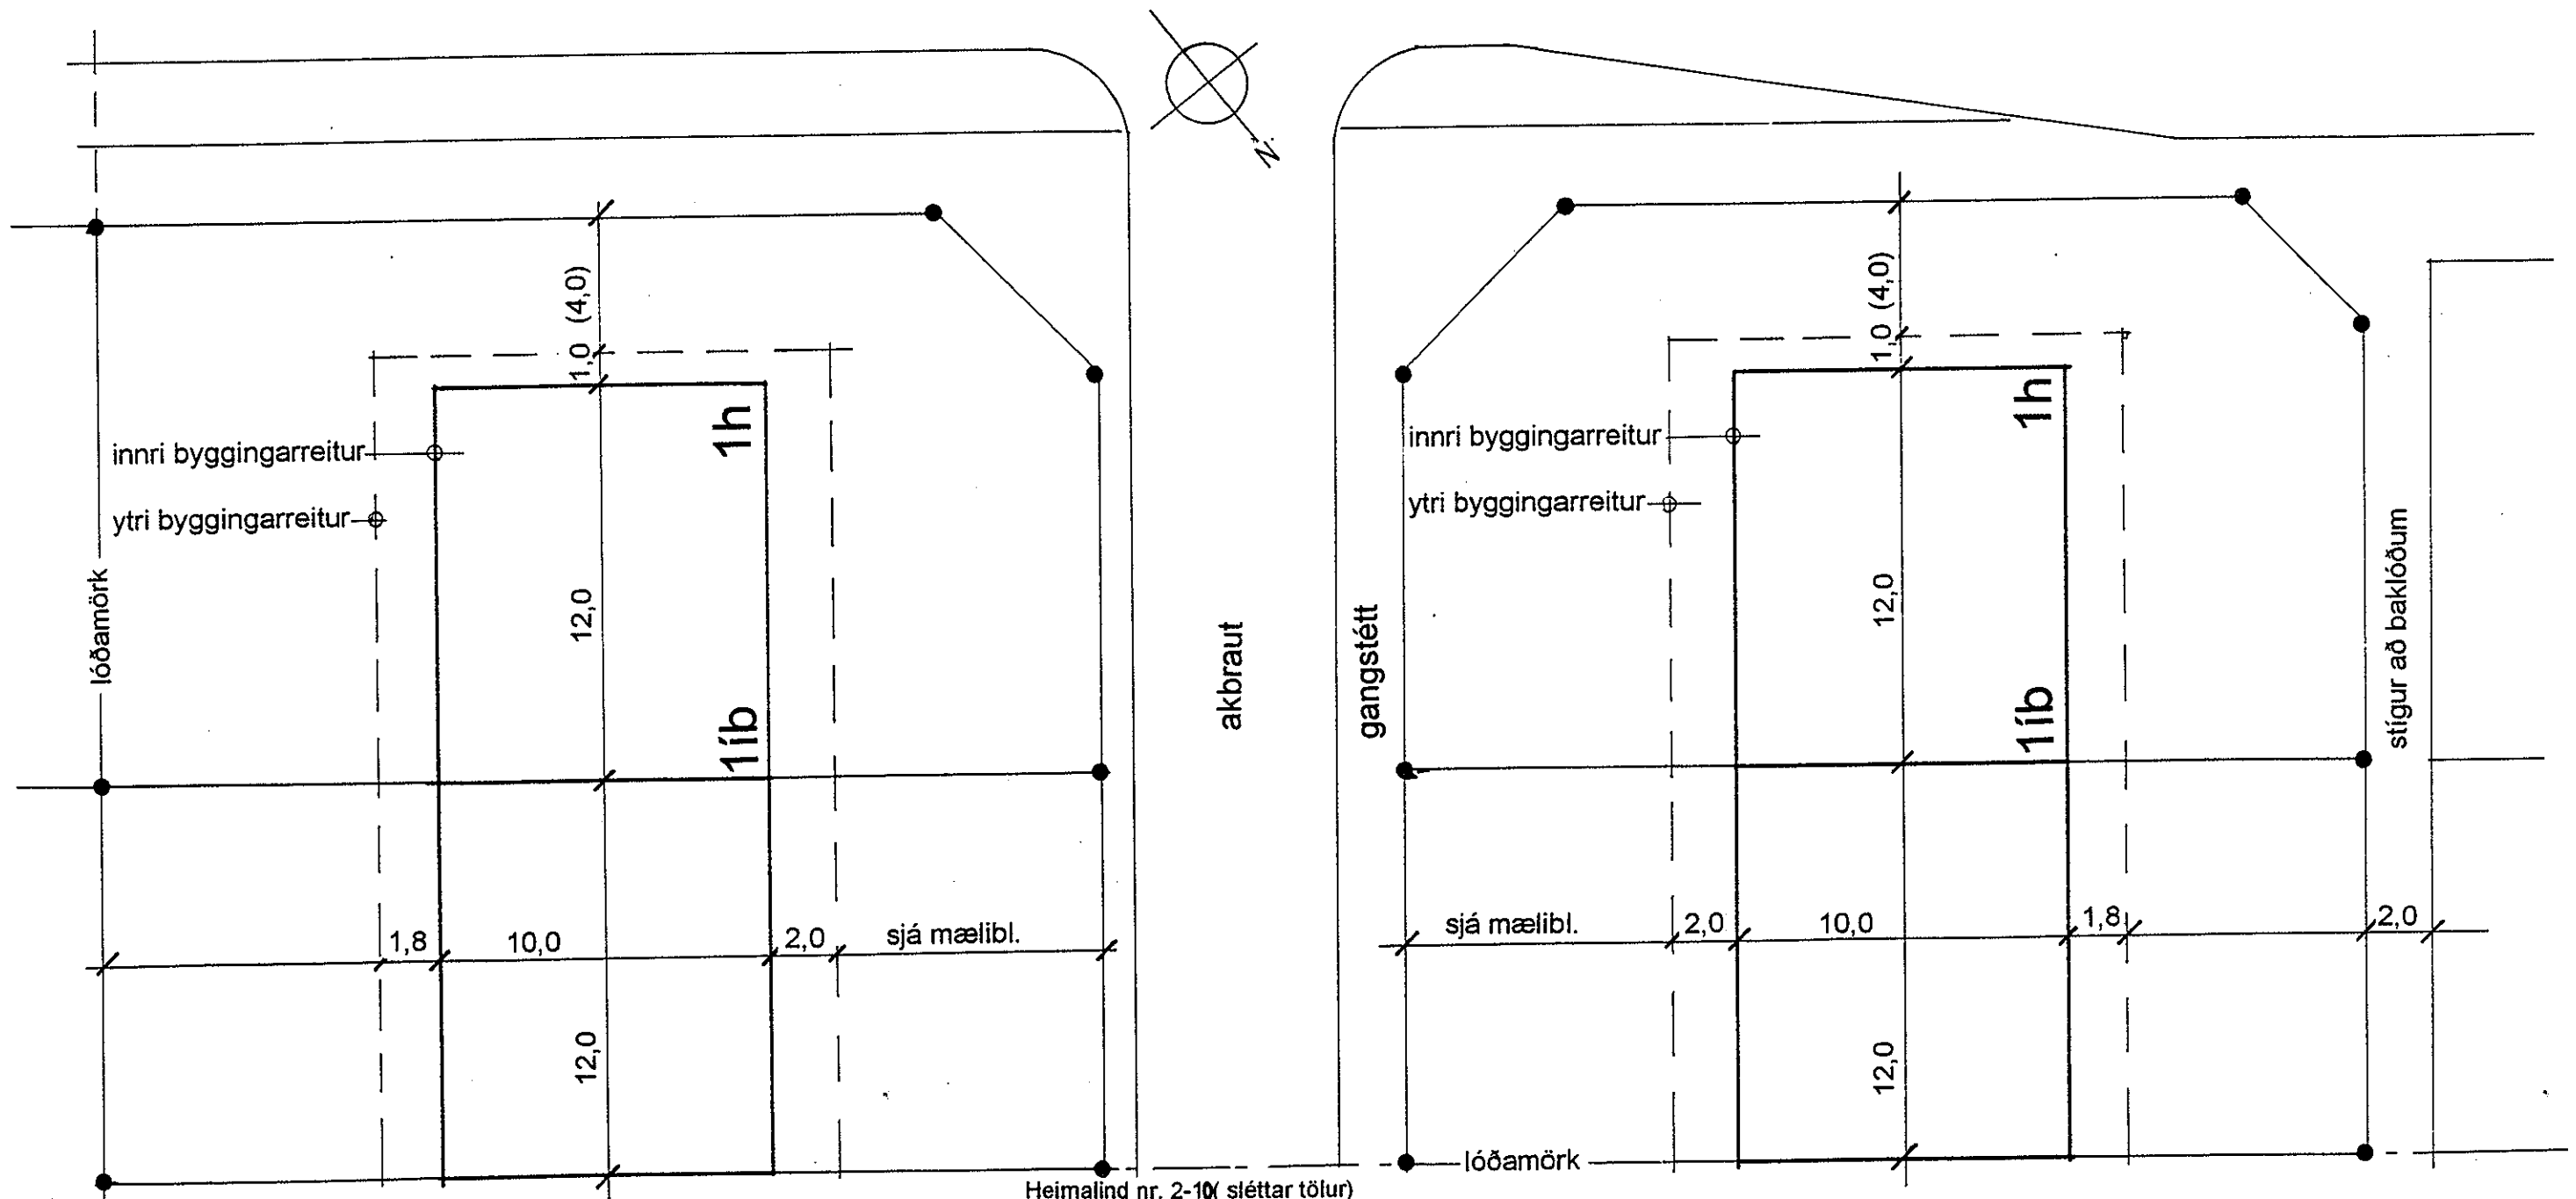 N.
1,0 (4,0)
1h
innri byggingarreitur
ytri byggingarreitur
lóðamörk
12,0
1íb
1,8
10,0
2,0
sjá mælibl.
12,0
akbraut
gangstétt
1,0 (4,0)
1h
innri byggingarreitur
ytri byggingarreitur
12,0
1íb
stígur að baklóðum
sjá mælibl.
2,0
10,0
1,8
2,0
12,0
lóðamörk
Heimalind nr. 2-10( sléttar tölur)